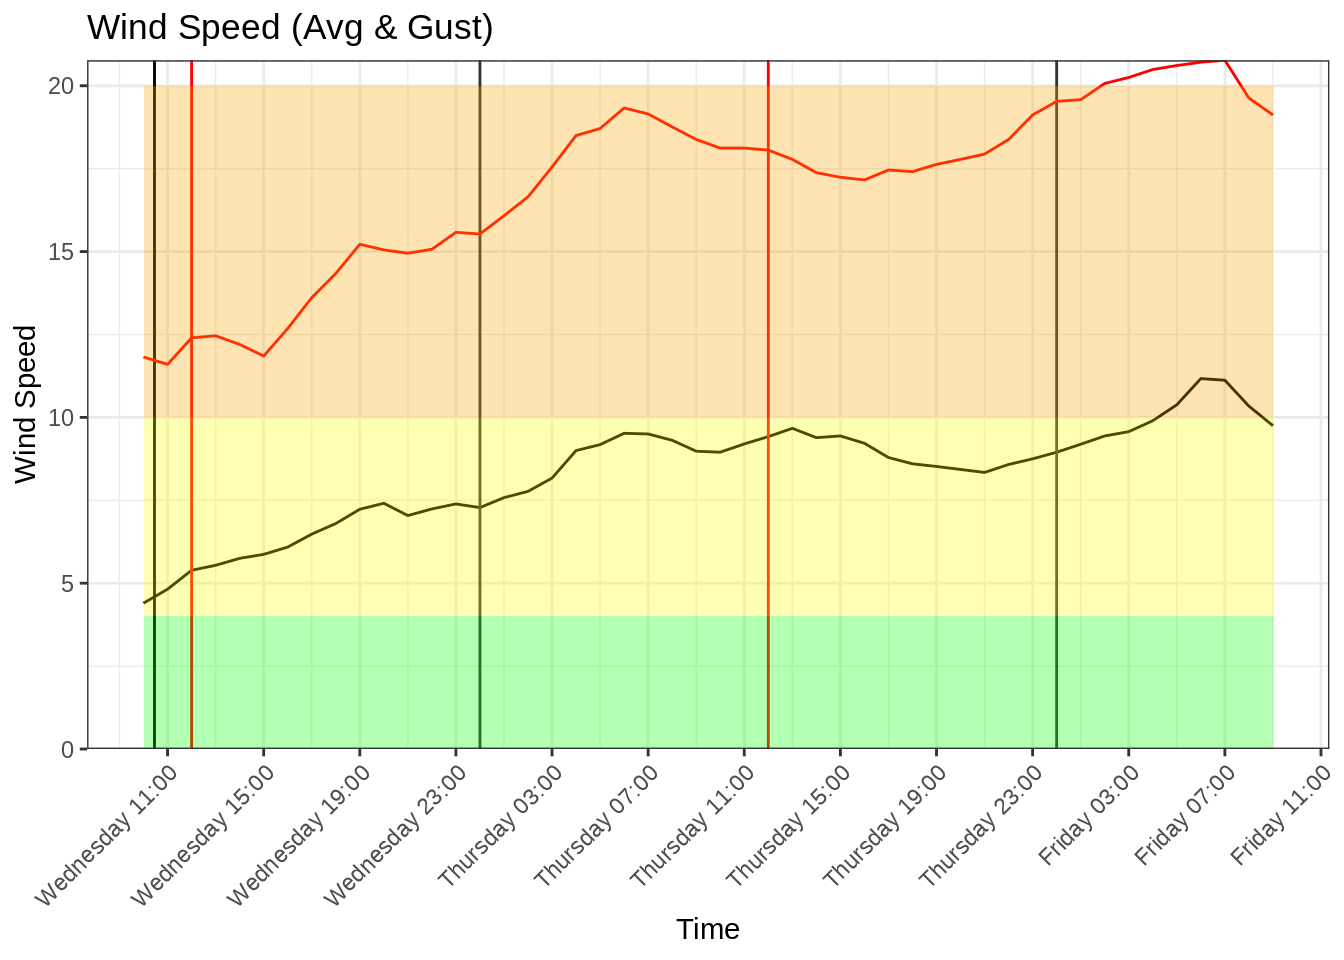 Wind Speed (Avg & Gust)
Wind Speed
20
15
10
5
0
Wednesday 11:00
Wednesday 15:00
Wednesday 19:00
Wednesday 23:00
Thursday 03:00
Thursday 07:00
Thursday 11:00
Thursday 15:00
Thursday 19:00
Thursday 23:00
Friday 03:00
Friday 07:00
Friday 11:00
Time